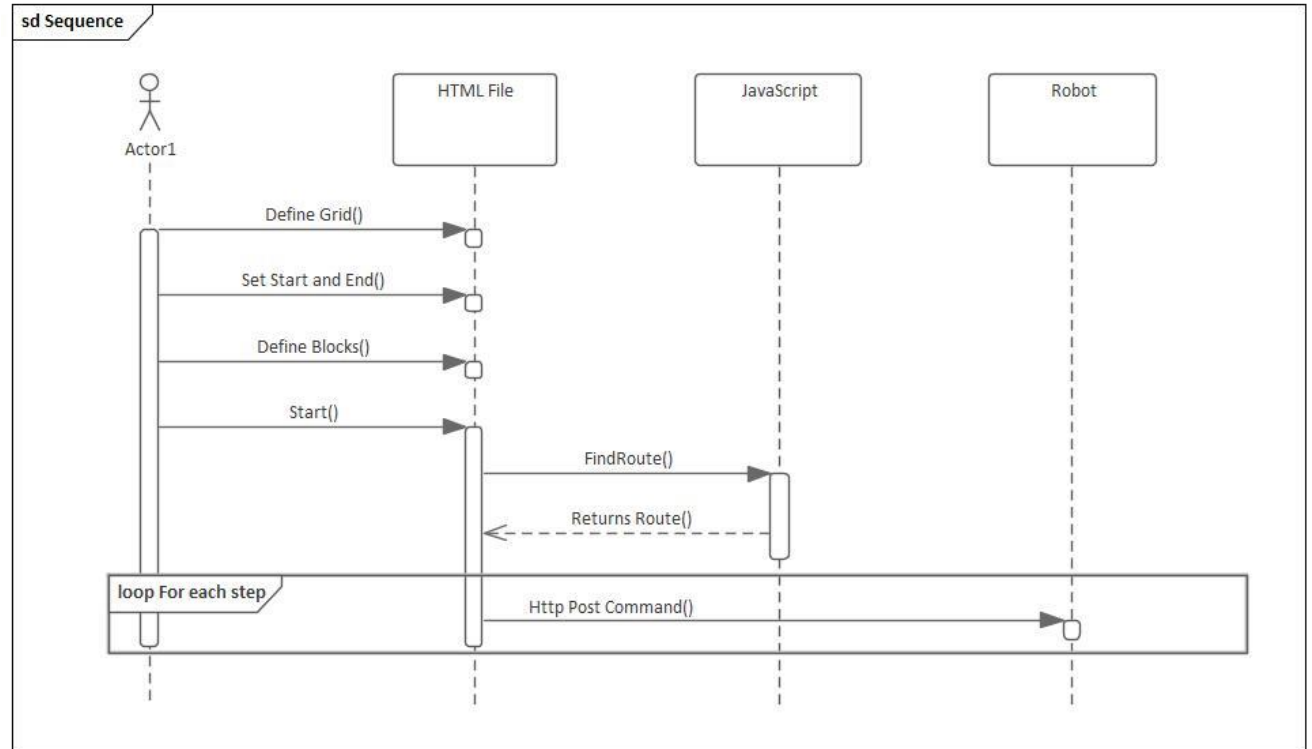 sd Sequence
HTML File
JavaScript
Robot
Actor1
Define Grid()
Set Start and End()
Define Blocks()
Start()
FindRoute()
Returns Route()
loop For each step
Http Post Command()